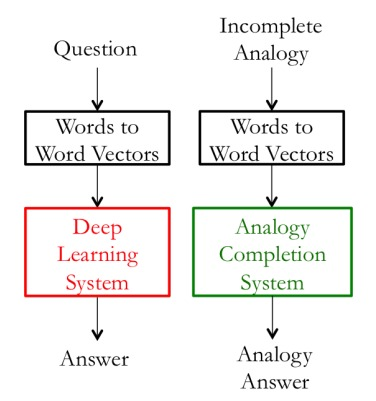 Question
Words to
Word Vectors
Deep
Learning
System
Answer
Incomplete
Analogy
Words to
Word Vectors
Analogy
Completion
System
Analogy
Answer